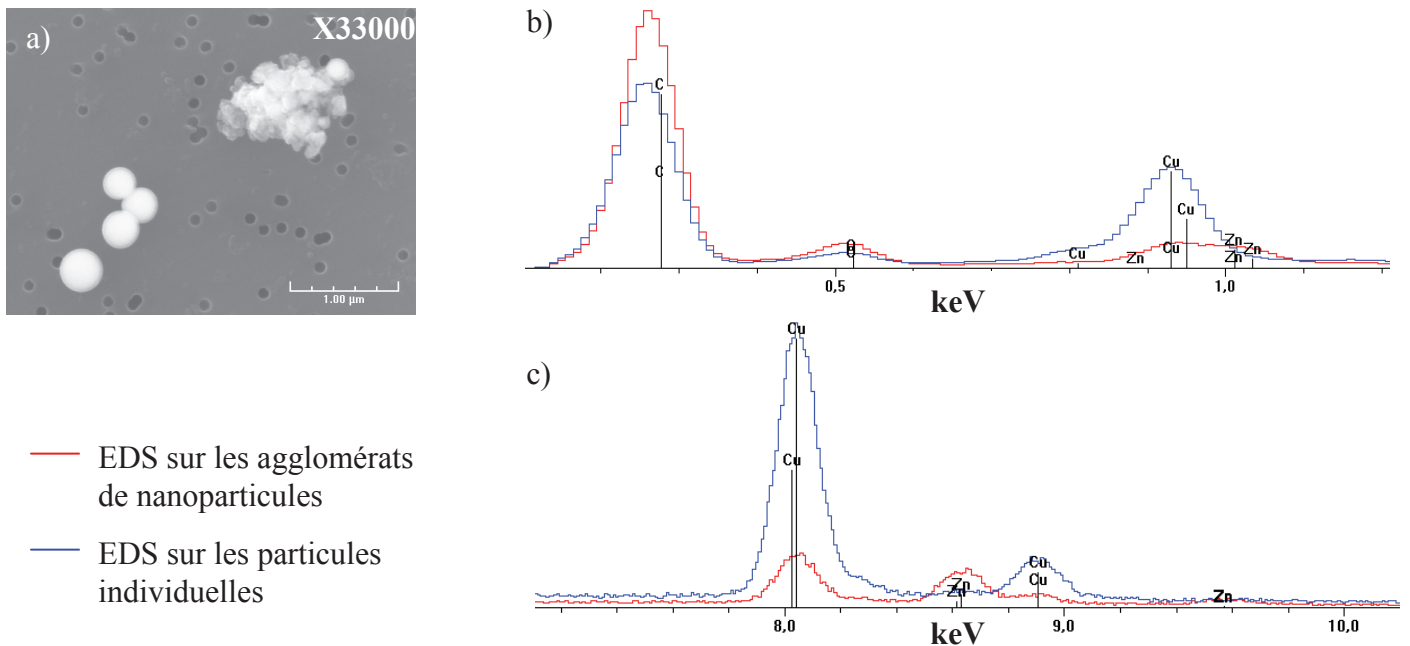 a)
X33000
1.00 µm
b)
C
C
O
O
Cu
Cu
Cu
Cu
Zn
Zn
Zn
Zn
0,5
1,0
keV
c)
Cu
Cu
Zn
Zn
Cu
Cu
Zn
8,0
9,0
10,0
keV
EDS sur les agglomérats
de nanoparticules
EDS sur les particules
individuelles